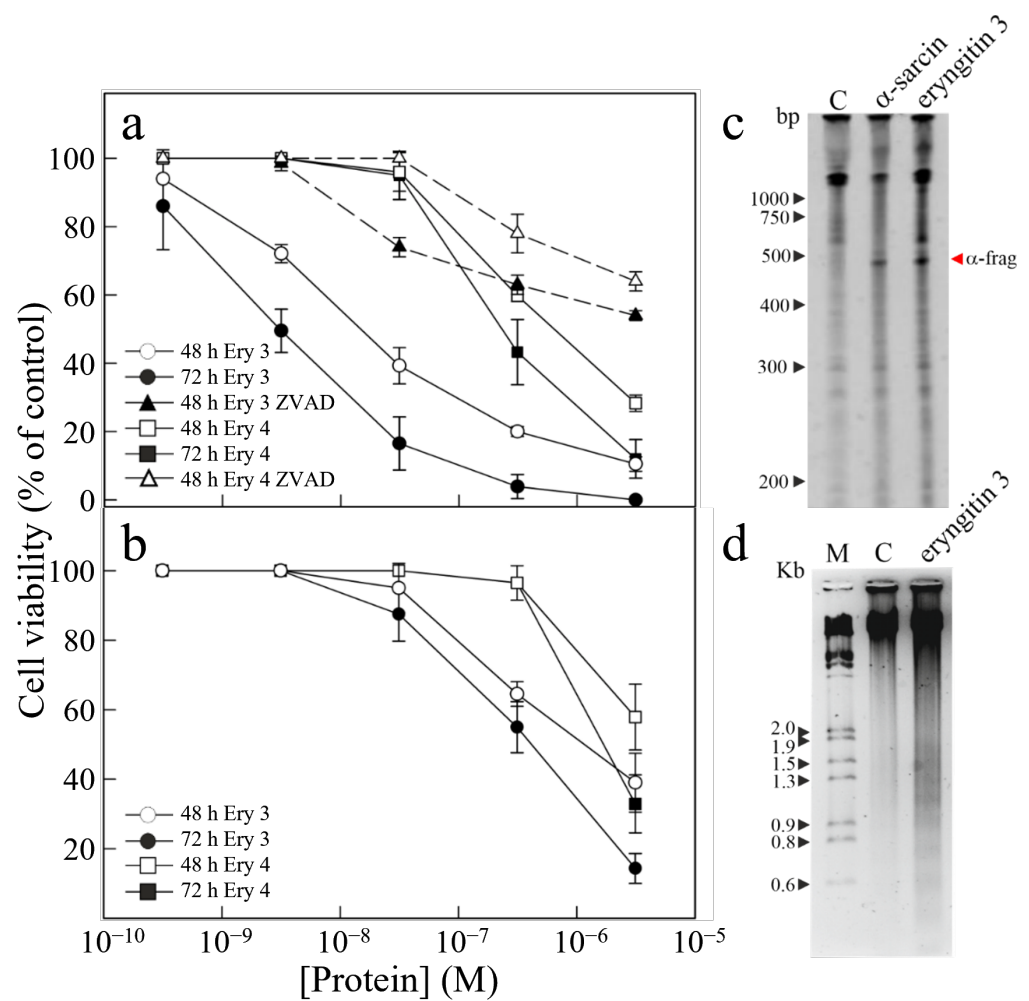 a
100
80
60
40
20
0
48 h Ery 3
72 h Ery 3
48 h Ery 3 ZVAD
48 h Ery 4
72 h Ery 4
48 h Ery 4 ZVAD
b
100
80
60
40
20
48 h Ery 3
72 h Ery 3
48 h Ery 4
72 h Ery 4
Cell viability (% of control)
10⁻¹⁰ 10⁻⁹ 10⁻⁸ 10⁻⁷ 10⁻⁶ 10⁻⁵
[Protein] (M)
c
C α-sarcin eryngitin 3
bp
1000
750
500
400
300
200
α-frag
d
M C eryngitin 3
Kb
2.0
1.9
1.5
1.3
0.9
0.8
0.6